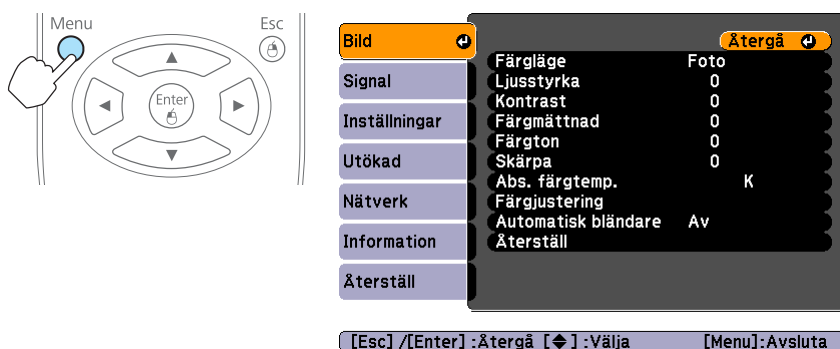 Menu
Esc
Enter
Bild
Signal
Inställningar
Utökad
Nätverk
Information
Återställ
Återgå
Färgläge Foto
Ljusstyrka 0
Kontrast 0
Färgmättnad 0
Färgton 0
Skärpa 0
Abs. färgtemp. K
Färgjustering
Automatisk bländare Av
Återställ
[Esc] /[Enter] :Återgå [ ] :Välja [Menu]:Avsluta